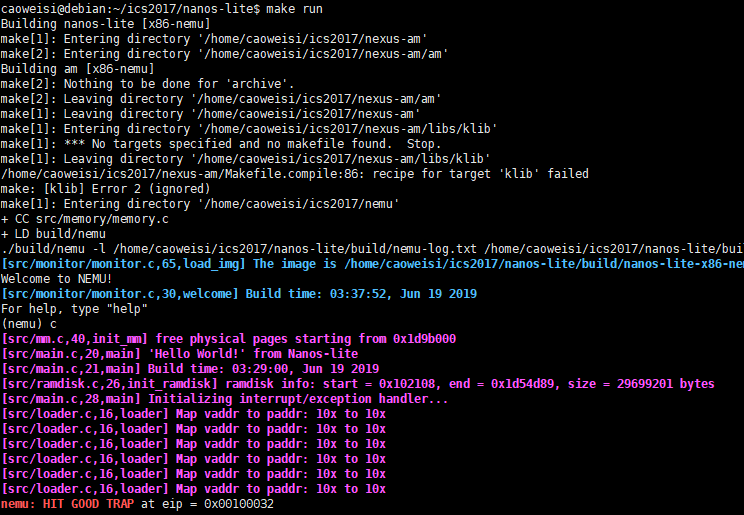 caoweisi@debian:~/ics2017/nanos-lite$ make run
Building nanos-lite [x86-nemu]
make[1]: Entering directory '/home/caoweisi/ics2017/nexus-am'
make[2]: Entering directory '/home/caoweisi/ics2017/nexus-am/am'
Building am [x86-nemu]
make[2]: Nothing to be done for 'archive'.
make[2]: Leaving directory '/home/caoweisi/ics2017/nexus-am/am'
make[1]: Leaving directory '/home/caoweisi/ics2017/nexus-am'
make[1]: Entering directory '/home/caoweisi/ics2017/nexus-am/libs/klib'
make[1]: *** No targets specified and no makefile found.  Stop.
make[1]: Leaving directory '/home/caoweisi/ics2017/nexus-am/libs/klib'
/home/caoweisi/ics2017/nexus-am/Makefile.compile:86: recipe for target 'klib' failed
make: [klib] Error 2 (ignored)
make[1]: Entering directory '/home/caoweisi/ics2017/nemu'
+ CC src/memory/memory.c
+ LD build/nemu
./build/nemu -l /home/caoweisi/ics2017/nanos-lite/build/nemu-log.txt /home/caoweisi/ics2017/nanos-lite/buil
[src/monitor/monitor.c,65,load_img] The image is /home/caoweisi/ics2017/nanos-lite/build/nanos-lite-x86-nem
Welcome to NEMU!
[src/monitor/monitor.c,30,welcome] Build time: 03:37:52, Jun 19 2019
For help, type "help"
(nemu) c
[src/mm.c,40,init_mm] free physical pages starting from 0x1d9b000
[src/main.c,20,main] 'Hello World!' from Nanos-lite
[src/main.c,21,main] Build time: 03:29:00, Jun 19 2019
[src/ramdisk.c,26,init_ramdisk] ramdisk info: start = 0x102108, end = 0x1d54d89, size = 29699201 bytes
[src/main.c,28,main] Initializing interrupt/exception handler...
[src/loader.c,16,loader] Map vaddr to paddr: 10x to 10x
[src/loader.c,16,loader] Map vaddr to paddr: 10x to 10x
[src/loader.c,16,loader] Map vaddr to paddr: 10x to 10x
[src/loader.c,16,loader] Map vaddr to paddr: 10x to 10x
[src/loader.c,16,loader] Map vaddr to paddr: 10x to 10x
[src/loader.c,16,loader] Map vaddr to paddr: 10x to 10x
nemu: HIT GOOD TRAP at eip = 0x00100032